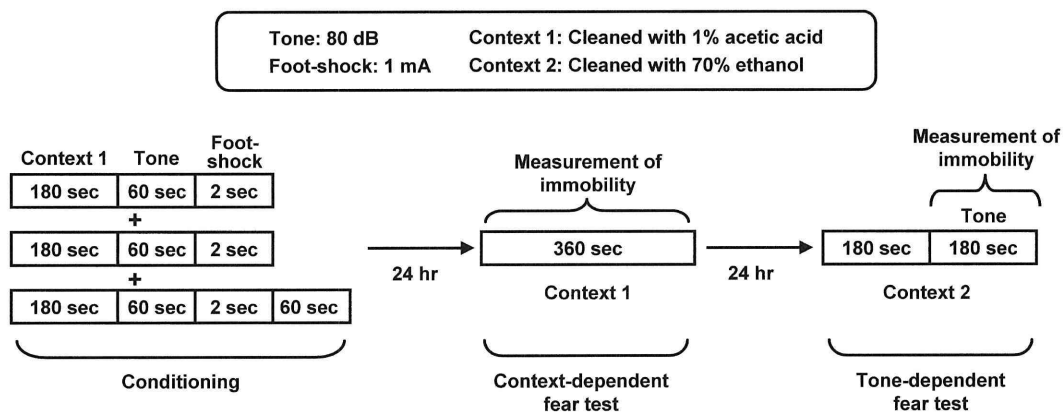 Tone: 80 dB Context 1: Cleaned with 1% acetic acid
Foot-shock: 1 mA Context 2: Cleaned with 70% ethanol
Context 1 Tone Foot-
shock
180 sec 60 sec 2 sec
+
180 sec 60 sec 2 sec
+
180 sec 60 sec 2 sec 60 sec
Conditioning
24 hr
Measurement of
immobility
360 sec
Context 1
Context-dependent
fear test
24 hr
Measurement of
immobility
Tone
180 sec 180 sec
Context 2
Tone-dependent
fear test